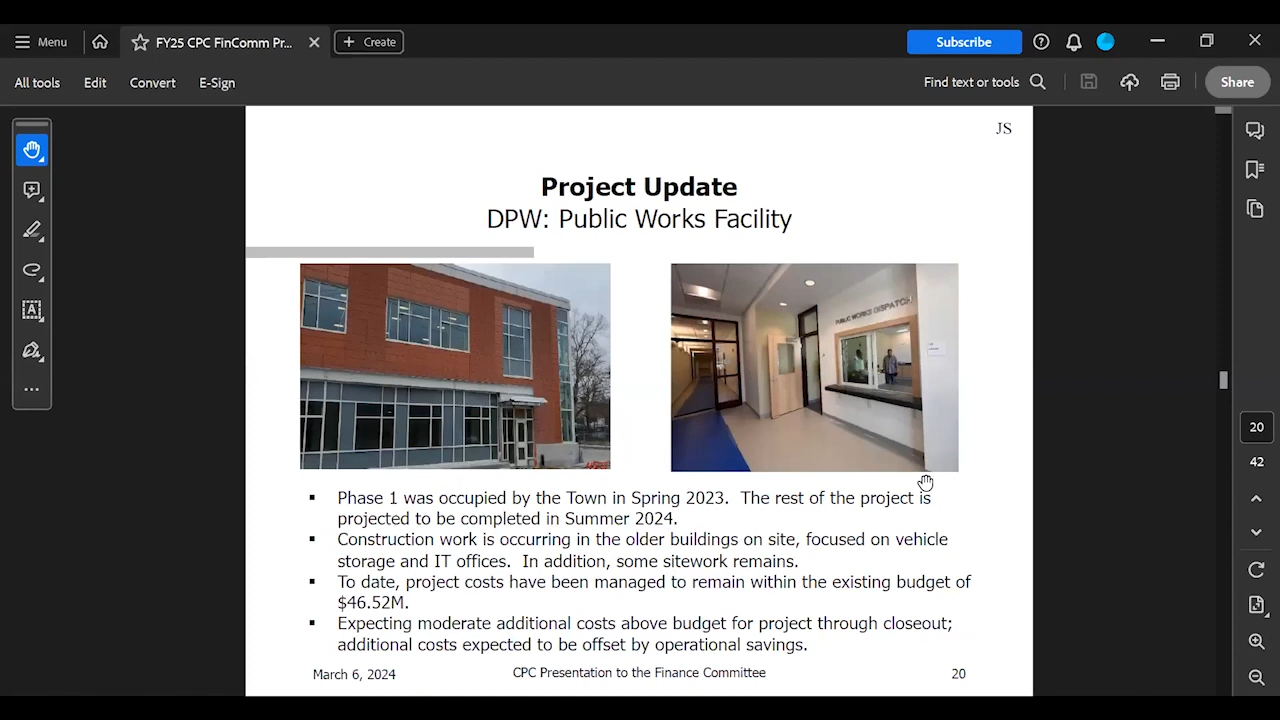 Menu
FY25 CPC FinComm Pr...
Create
Subscribe
All tools
Edit
Convert
E-Sign
Find text or tools
Share
JS
Project Update
DPW: Public Works Facility
PUBLIC WORKS DISPATCH
▪ Phase 1 was occupied by the Town in Spring 2023. The rest of the project is
projected to be completed in Summer 2024.
▪ Construction work is occurring in the older buildings on site, focused on vehicle
storage and IT offices. In addition, some sitework remains.
▪ To date, project costs have been managed to remain within the existing budget of
$46.52M.
▪ Expecting moderate additional costs above budget for project through closeout;
additional costs expected to be offset by operational savings.
March 6, 2024
CPC Presentation to the Finance Committee
20
20
42